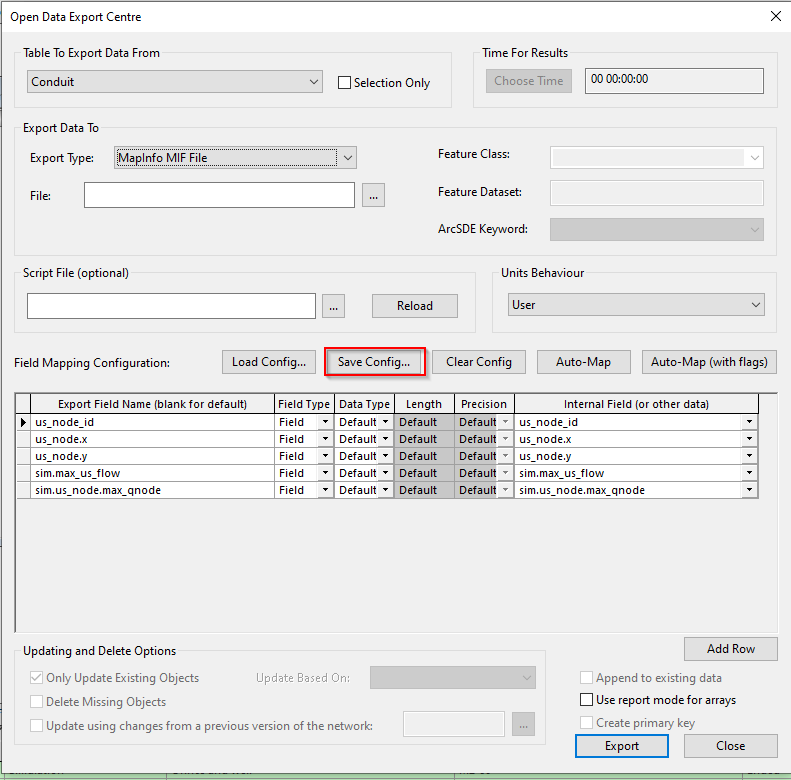 Open Data Export Centre
Table To Export Data From
Conduit
Selection Only
Time For Results
Choose Time
00 00:00:00
Export Data To
Export Type:
MapInfo MIF File
File:
...
Feature Class:
Feature Dataset:
ArcSDE Keyword:
Script File (optional)
...
Reload
Units Behaviour
User
Field Mapping Configuration:
Load Config...
Save Config...
Clear Config
Auto-Map
Auto-Map (with flags)
Export Field Name (blank for default) Field Type Data Type Length Precision Internal Field (or other data)
us_node_id Field Default Default Default us_node_id
us_node.x Field Default Default Default us_node.x
us_node.y Field Default Default Default us_node.y
sim.max_us_flow Field Default Default Default sim.max_us_flow
sim.us_node.max_qnode Field Default Default Default sim.us_node.max_qnode
Add Row
Updating and Delete Options
Only Update Existing Objects
Update Based On:
Delete Missing Objects
Update using changes from a previous version of the network:
...
Append to existing data
Use report mode for arrays
Create primary key
Export
Close